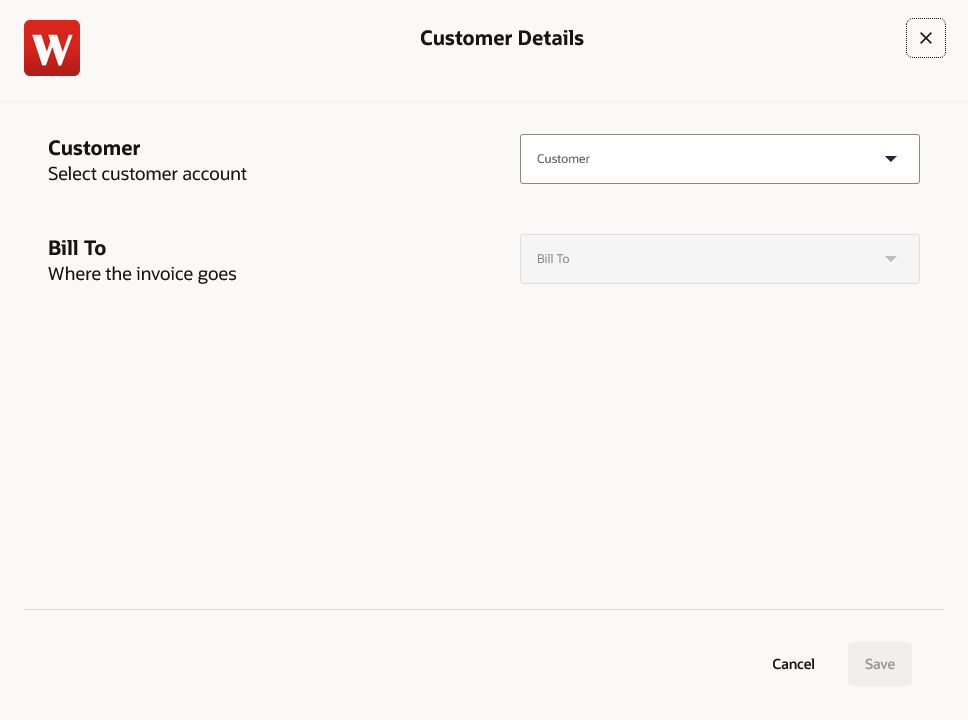 W
Customer Details
Customer
Select customer account
Customer
Bill To
Where the invoice goes
Bill To
Cancel
Save